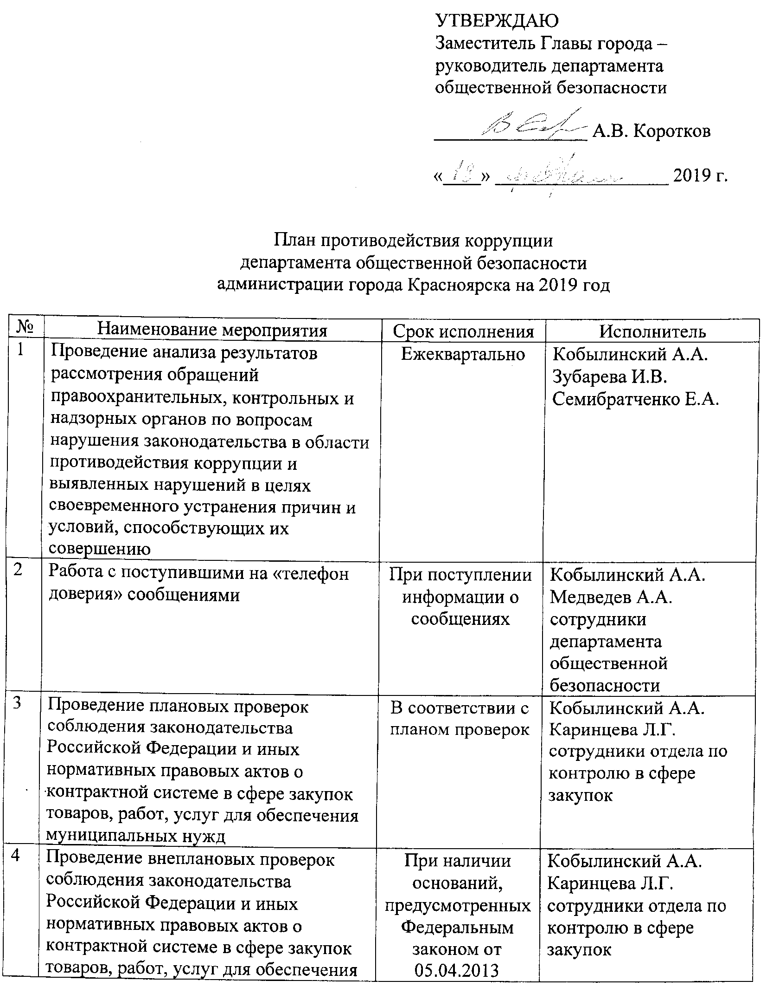 УТВЕРЖДАЮ
Заместитель Главы города –
руководитель департамента
общественной безопасности
А.В. Коротков
«18» февраля 2019 г.
План противодействия коррупции
департамента общественной безопасности
администрации города Красноярска на 2019 год
№ Наименование мероприятия Срок исполнения Исполнитель
1 Проведение анализа результатов
рассмотрения обращений
правоохранительных, контрольных и
надзорных органов по вопросам
нарушения законодательства в области
противодействия коррупции и
выявленных нарушений в целях
своевременного устранения причин и
условий, способствующих их
совершению
Ежеквартально
Кобылинский А.А.
Зубарева И.В.
Семибратченко Е.А.
2 Работа с поступившими на «телефон
доверия» сообщениями
При поступлении
информации о
сообщениях
Кобылинский А.А.
Медведев А.А.
сотрудники
департамента
общественной
безопасности
3 Проведение плановых проверок
соблюдения законодательства
Российской Федерации и иных
нормативных правовых актов о
контрактной системе в сфере закупок
товаров, работ, услуг для обеспечения
муниципальных нужд
В соответствии с
планом проверок
Кобылинский А.А.
Каринцева Л.Г.
сотрудники отдела по
контролю в сфере
закупок
4 Проведение внеплановых проверок
соблюдения законодательства
Российской Федерации и иных
нормативных правовых актов о
контрактной системе в сфере закупок
товаров, работ, услуг для обеспечения
При наличии
оснований,
предусмотренных
Федеральным
законом от
05.04.2013
Кобылинский А.А.
Каринцева Л.Г.
сотрудники отдела по
контролю в сфере
закупок